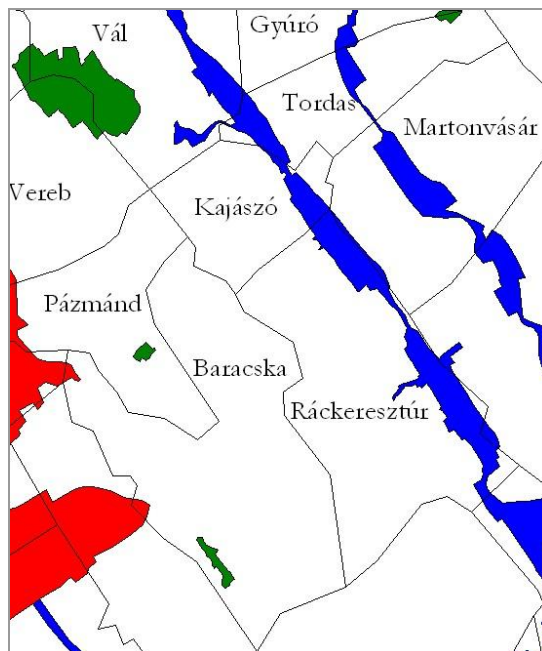 Gyúró
Vál
Tordas
Martonvásár
Vereb
Kajászó
Pázmánd
Baracska
Ráckeresztúr